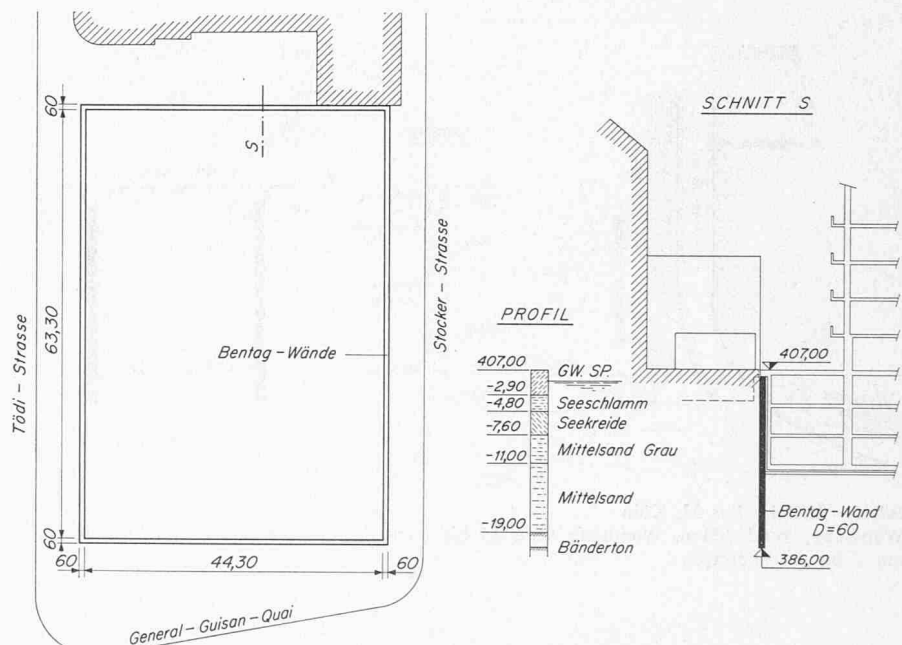 60
S
63,30
Tödi – Strasse
Stocker – Strasse
Bentag – Wände
60
60
44,30
60
General – Guisan – Quai
PROFIL
407,00
GW. SP.
–2,90
–4,80
Seeschlamm
Seekreide
–7,60
Mittelsand Grau
–11,00
Mittelsand
–19,00
Bänderton
SCHNITT S
407,00
Bentag – Wand
D=60
386,00